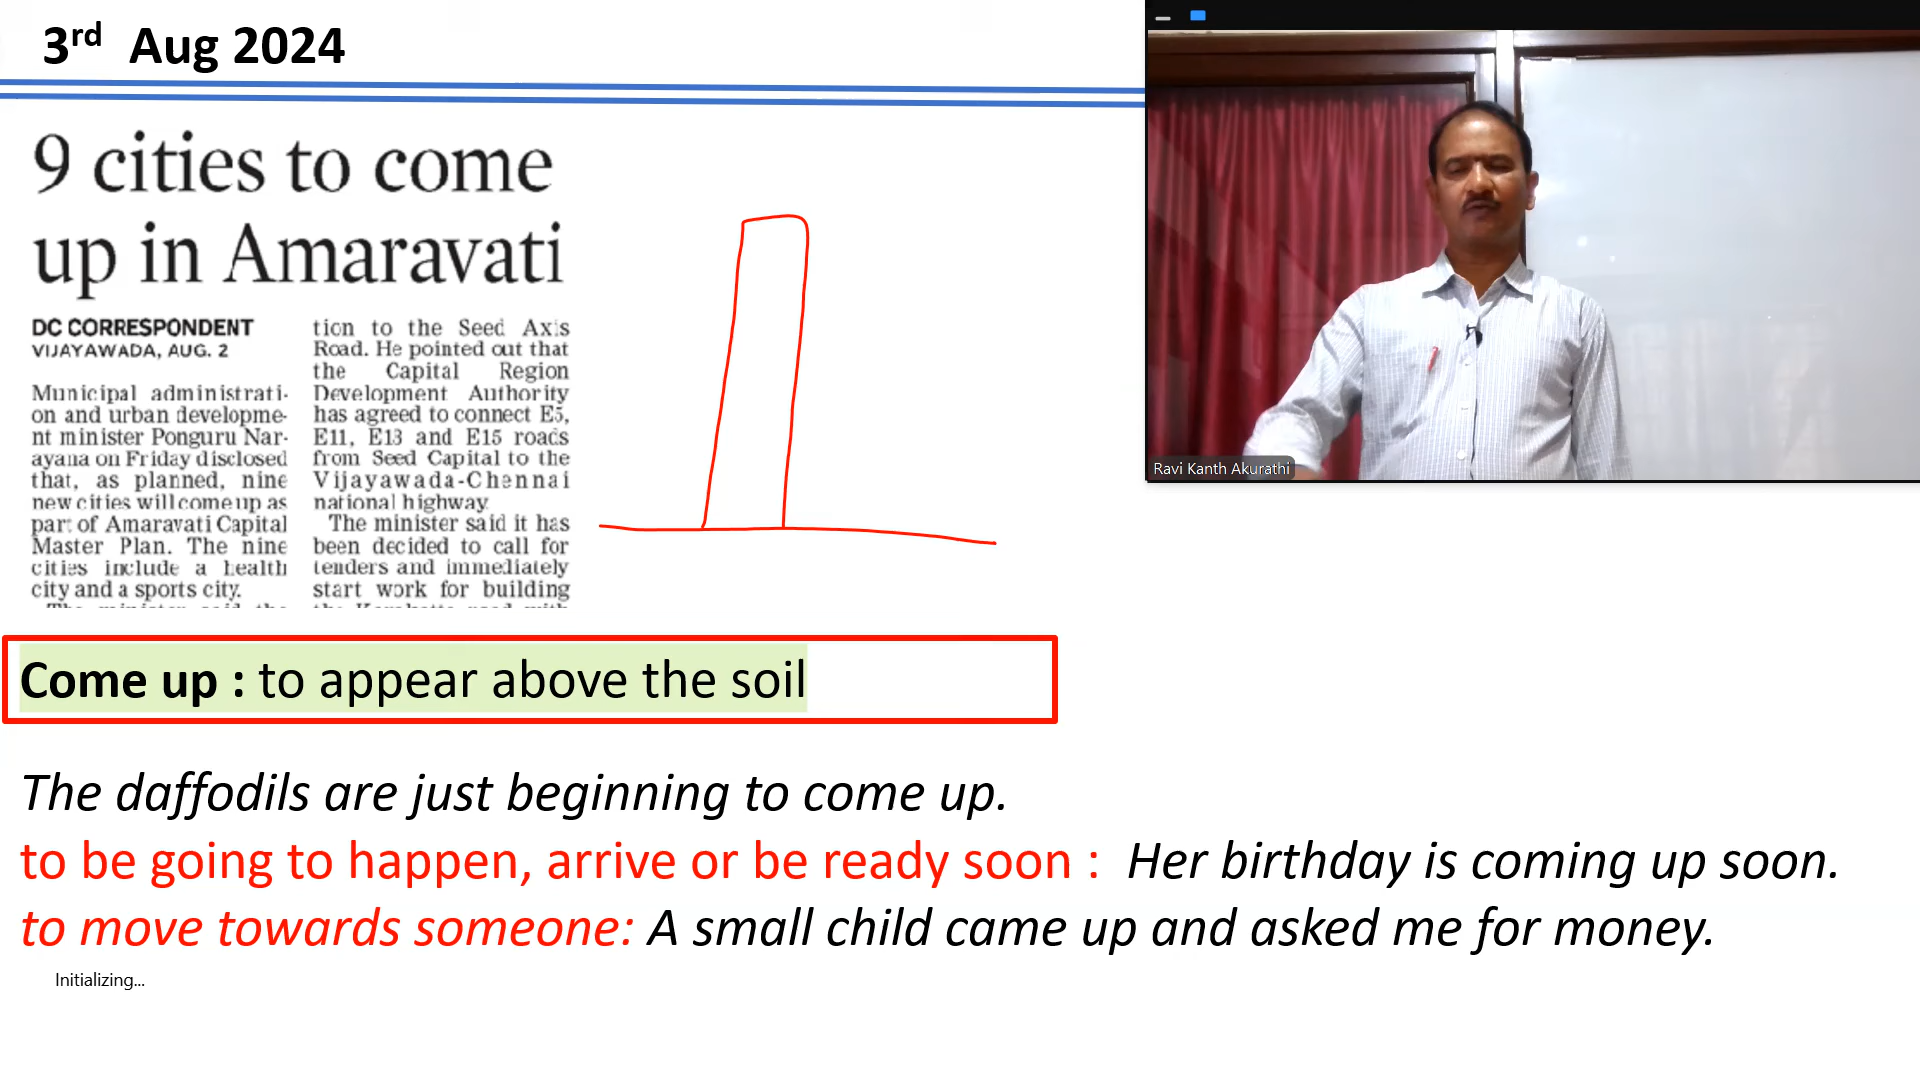 3rd Aug 2024
9 cities to come
up in Amaravati
DC CORRESPONDENT
VIJAYAWADA, AUG. 2
Municipal administrati-
on and urban developme-
nt minister Ponguru Nar-
ayana on Friday disclosed
that, as planned, nine
new cities will come up as
part of Amaravati Capital
Master Plan. The nine
cities include a health
city and a sports city.
tion to the Seed Axis
Road. He pointed out that
the Capital Region
Development Authority
has agreed to connect E5,
E11, E13 and E15 roads
from Seed Capital to the
Vijayawada-Chennai
national highway.
The minister said it has
been decided to call for
tenders and immediately
start work for building
Ravi Kanth Akurathi
Come up : to appear above the soil
The daffodils are just beginning to come up.
to be going to happen, arrive or be ready soon : Her birthday is coming up soon.
to move towards someone: A small child came up and asked me for money.
Initializing...